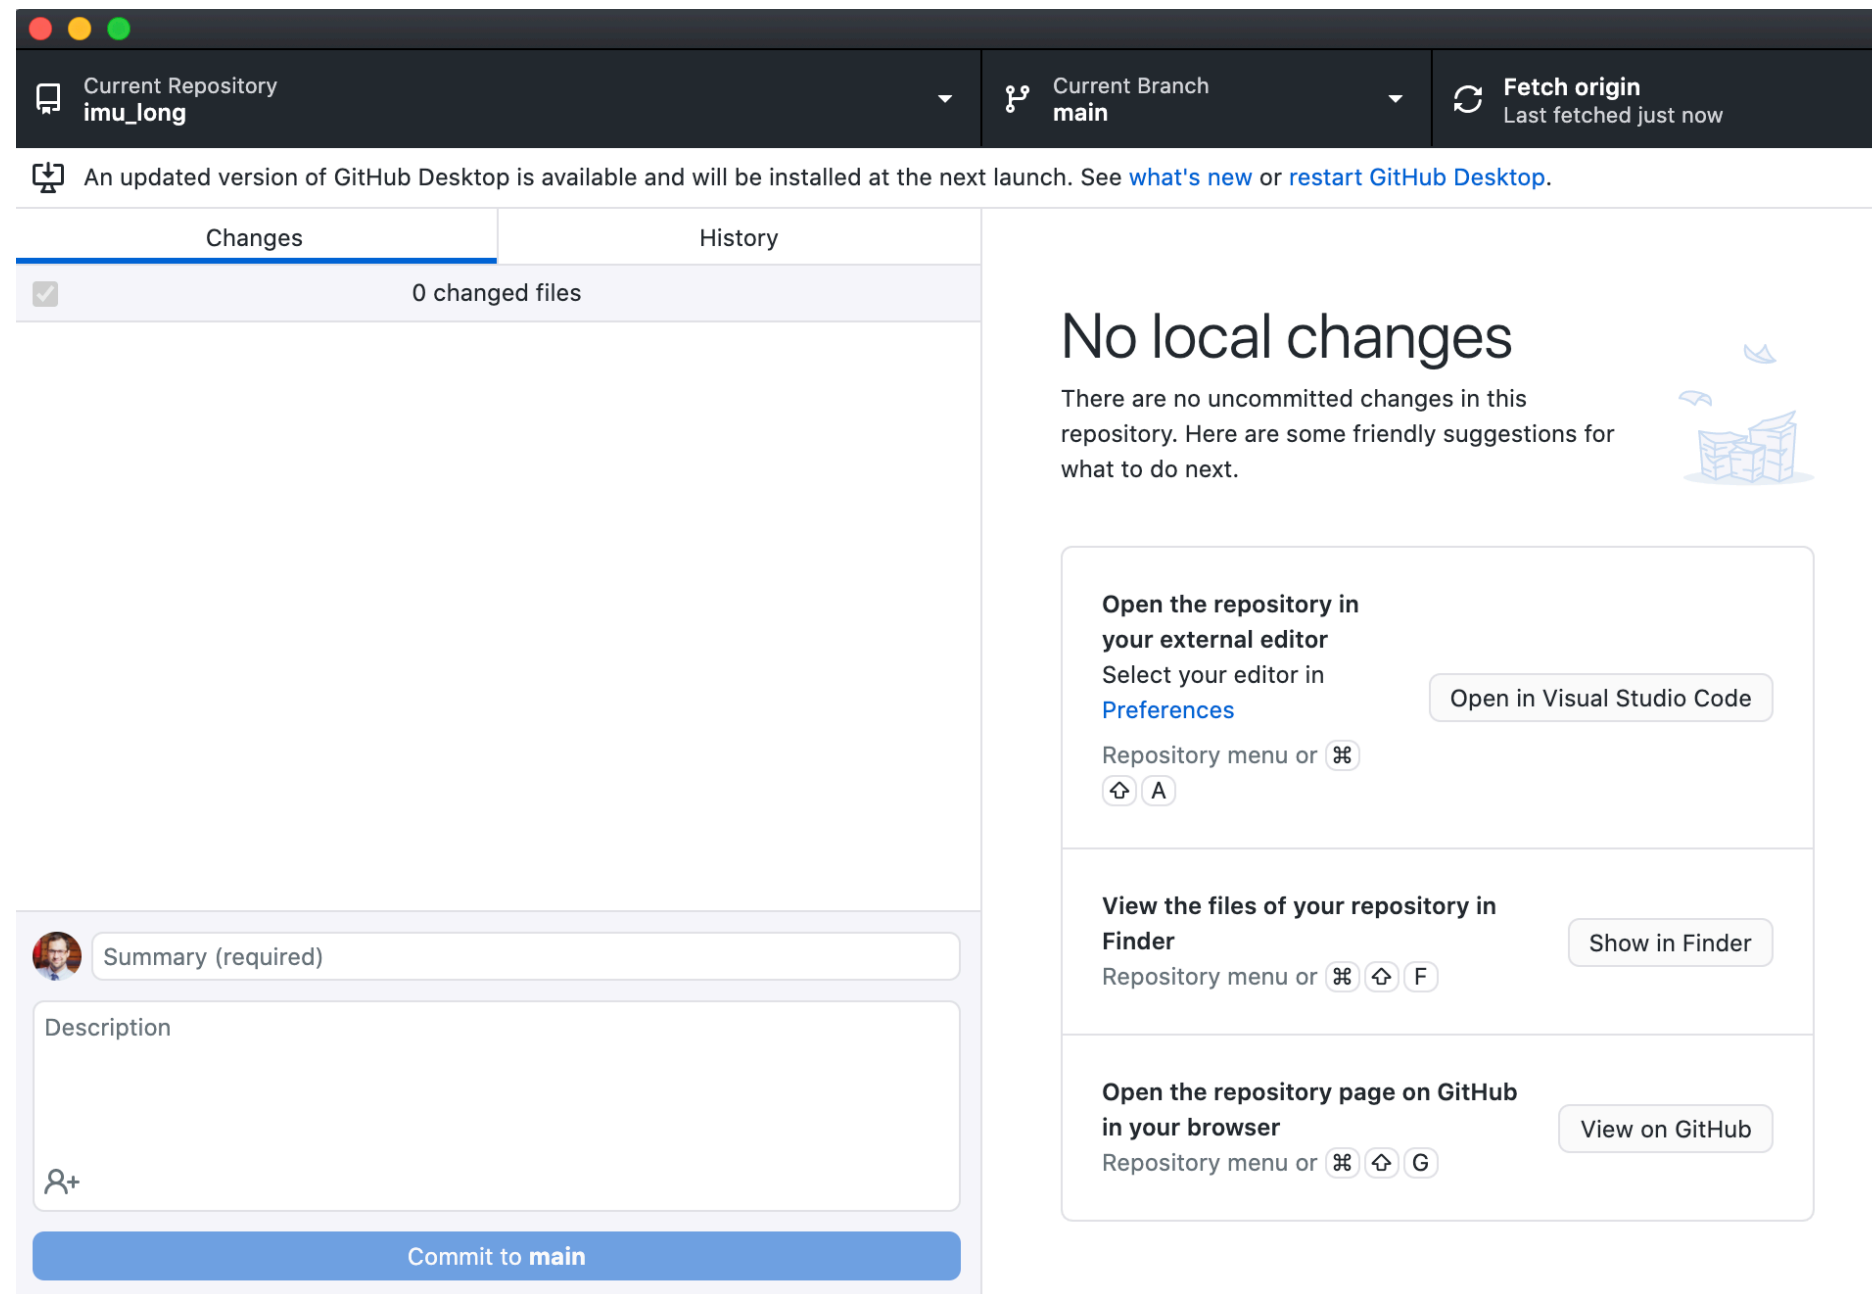 Current Repository
imu_long
Current Branch
main
Fetch origin
Last fetched just now
An updated version of GitHub Desktop is available and will be installed at the next launch. See what's new or restart GitHub Desktop.
Changes
History
0 changed files
No local changes
There are no uncommitted changes in this
repository. Here are some friendly suggestions for
what to do next.
Open the repository in
your external editor
Select your editor in
Preferences
Repository menu or ⌘
⇧ A
Open in Visual Studio Code
View the files of your repository in
Finder
Repository menu or ⌘ ⇧ F
Show in Finder
Open the repository page on GitHub
in your browser
Repository menu or ⌘ ⇧ G
View on GitHub
Summary (required)
Description
Commit to main